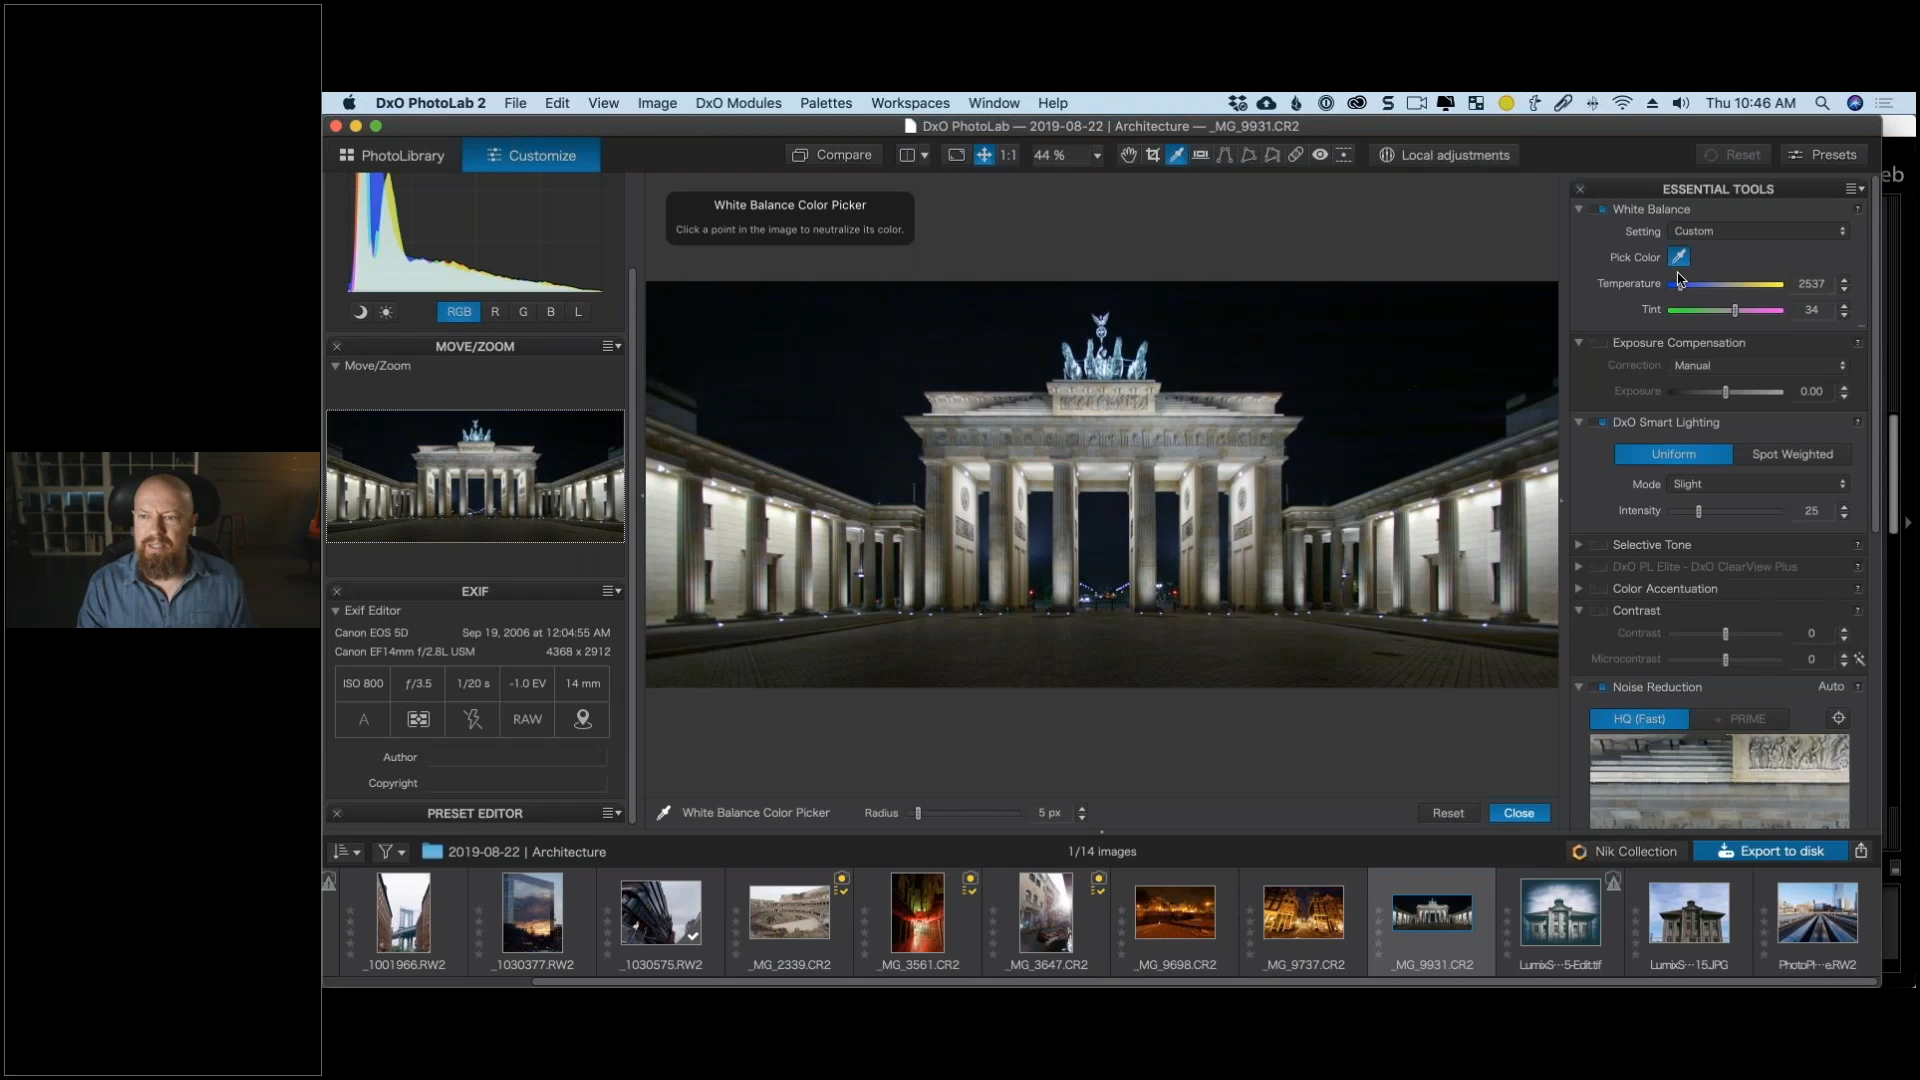 DxO PhotoLab 2 File Edit View Image DxO Modules Palettes Workspaces Window Help Thu 10:46 AM
DxO PhotoLab — 2019-08-22 | Architecture — _MG_9931.CR2
PhotoLibrary Customize Compare 1:1 44 % Local adjustments Reset Presets
eb
White Balance Color Picker
Click a point in the image to neutralize its color.
RGB R G B L
MOVE/ZOOM
Move/Zoom
EXIF
Exif Editor
Canon EOS 5D Sep 19, 2006 at 12:04:55 AM
Canon EF14mm f/2.8L USM 4368 x 2912
ISO 800 ƒ/3.5 1/20 s -1.0 EV 14 mm
A RAW
Author
Copyright
PRESET EDITOR
ESSENTIAL TOOLS
White Balance ?
Setting Custom
Pick Color
Temperature 2537
Tint 34
Exposure Compensation ?
Correction Manual
Exposure 0.00
DxO Smart Lighting ?
Uniform Spot Weighted
Mode Slight
Intensity 25
Selective Tone ?
DxO PL Elite - DxO ClearView Plus ?
Color Accentuation ?
Contrast ?
Contrast 0
Microcontrast 0
Noise Reduction Auto ?
HQ (Fast) PRIME
White Balance Color Picker Radius 5 px Reset Close
2019-08-22 | Architecture 1/14 images Nik Collection Export to disk
_1001966.RW2 _1030377.RW2 _1030575.RW2 _MG_2339.CR2 _MG_3561.CR2 _MG_3647.CR2 _MG_9698.CR2 _MG_9737.CR2 _MG_9931.CR2 LumixS···5-Edit.tif LumixS···15.JPG PhotoPl···e.RW2